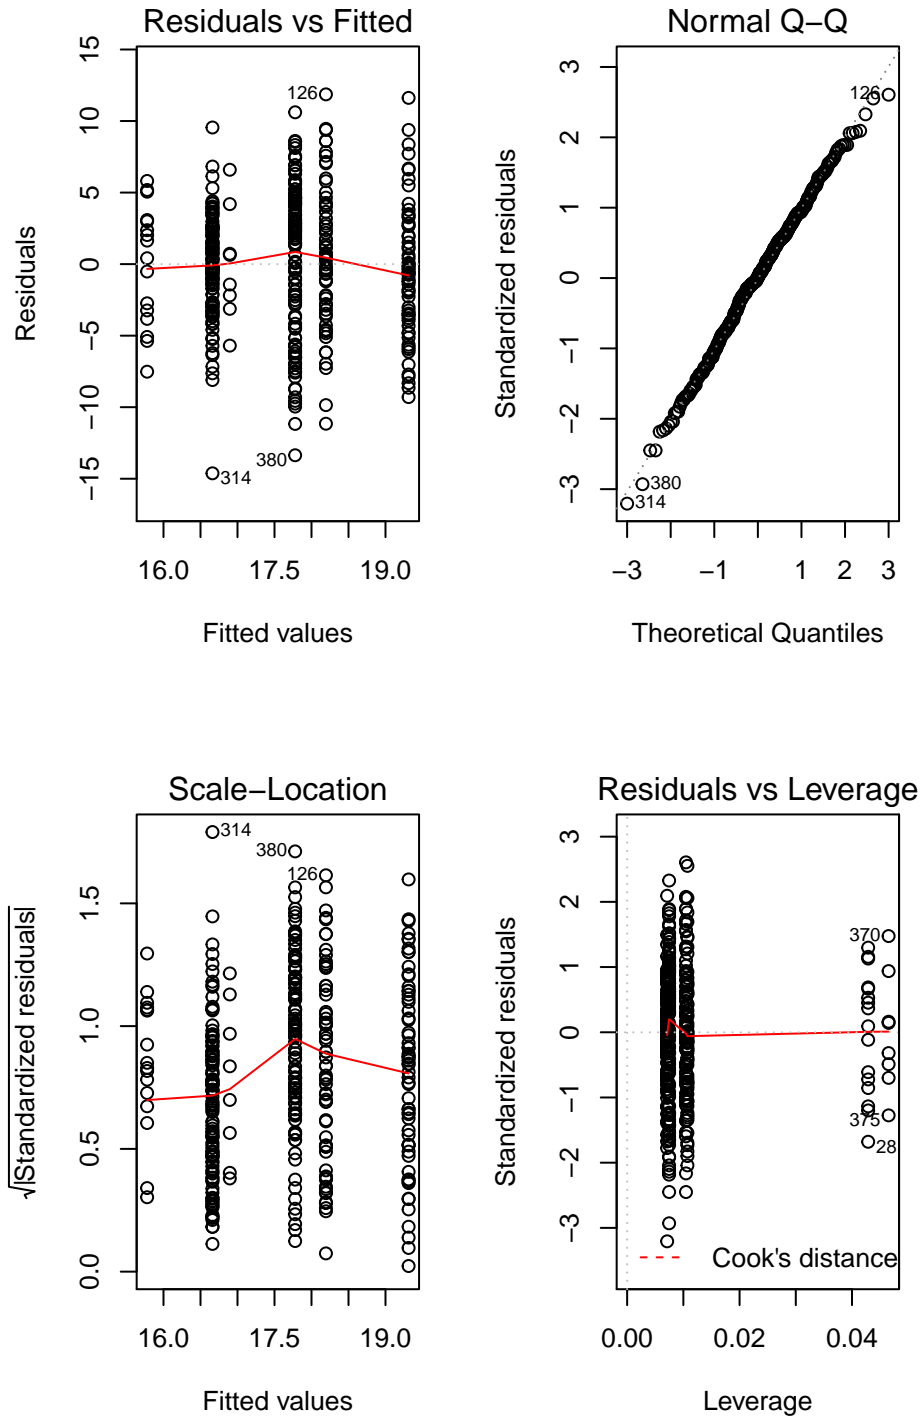 Residuals vs Fitted
15
10
5
0
−5
−10
−15
Residuals
126
380
314
16.0 17.5 19.0
Fitted values
Normal Q−Q
3
2
1
0
−1
−2
−3
Standardized residuals
126
380
314
−3 −1 1 2 3
Theoretical Quantiles
Scale−Location
1.5
1.0
0.5
0.0
√|Standardized residuals|
314
380
126
16.0 17.5 19.0
Fitted values
Residuals vs Leverage
3
2
1
0
−1
−2
−3
Standardized residuals
370
375
28
Cook's distance
0.00 0.02 0.04
Leverage